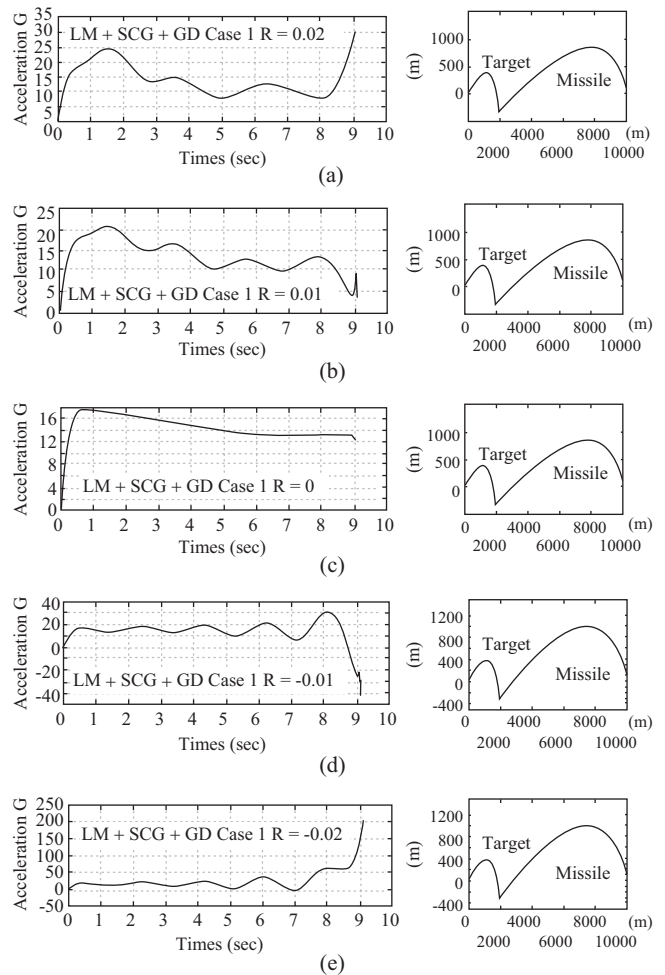 Acceleration G
35
30
25
20
15
10
5
0
LM + SCG + GD Case 1 R = 0.02
0 1 2 3 4 5 6 7 8 9 10
Times (sec)
(m)
1000
500
0
Target
Missile
4000 8000 (m)
2000 6000 10000
(a)
Acceleration G
25
20
15
10
5
0
LM + SCG + GD Case 1 R = 0.01
0 1 2 3 4 5 6 7 8 9 10
Times (sec)
(m)
1000
500
0
Target
Missile
4000 8000 (m)
2000 6000 10000
(b)
Acceleration G
16
12
8
4
0
LM + SCG + GD Case 1 R = 0
0 1 2 3 4 5 6 7 8 9 10
Times (sec)
(m)
1000
500
0
Target
Missile
4000 8000 (m)
2000 6000 10000
(c)
Acceleration G
40
20
0
-20
-40
LM + SCG + GD Case 1 R = -0.01
0 1 2 3 4 5 6 7 8 9 10
Times (sec)
(m)
1200
800
400
0
-400
Target
Missile
4000 8000 (m)
2000 6000 10000
(d)
Acceleration G
250
200
150
100
50
0
-50
LM + SCG + GD Case 1 R = -0.02
0 1 2 3 4 5 6 7 8 9 10
Times (sec)
(m)
1200
800
400
0
-400
Target
Missile
4000 8000 (m)
2000 6000 10000
(e)